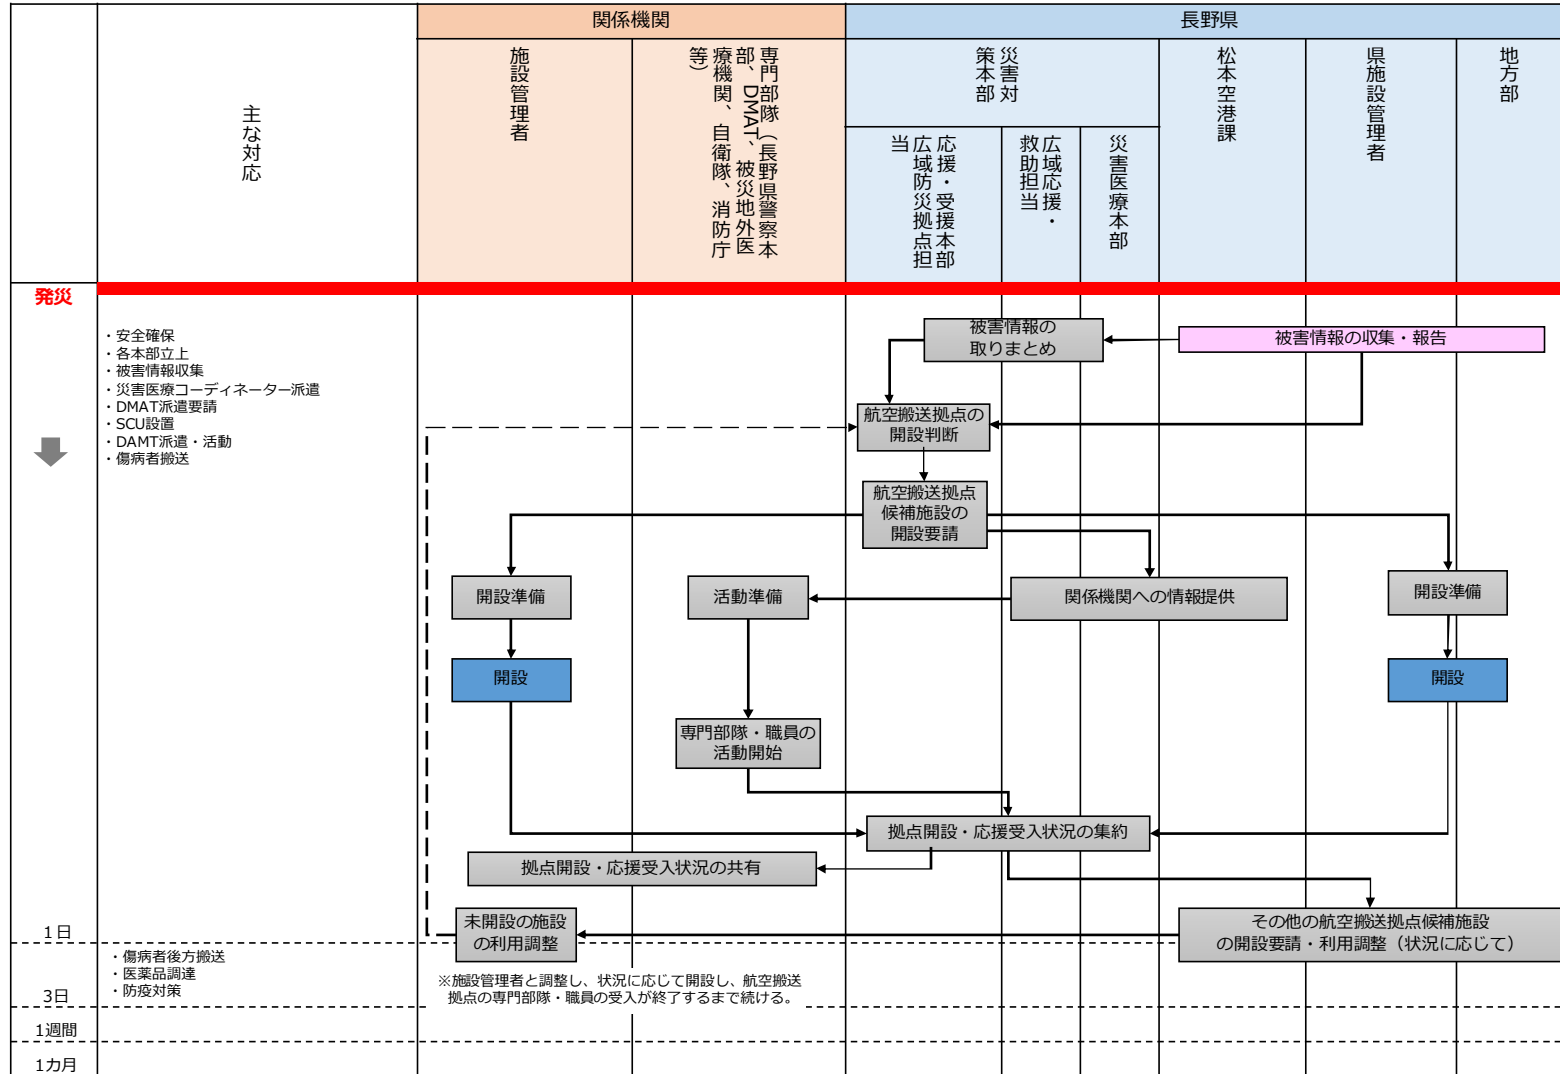 関係機関
長野県
主な対応
施設管理者
専門部隊（長野県警察本
部、DMAT、被災地外医
療機関、自衛隊、消防庁
等）
災害対
策本部
松本空港課
県施設管理者
地方部
応援・受援本部
広域防災拠点担
当
広域応援・
救助担当
災害医療本部
発災
・安全確保
・各本部立上
・被害情報収集
・災害医療コーディネーター派遣
・DMAT派遣要請
・SCU設置
・DAMT派遣・活動
・傷病者搬送
被害情報の
取りまとめ
被害情報の収集・報告
航空搬送拠点の
開設判断
航空搬送拠点
候補施設の
開設要請
開設準備
活動準備
関係機関への情報提供
開設準備
開設
開設
専門部隊・職員の
活動開始
拠点開設・応援受入状況の集約
拠点開設・応援受入状況の共有
未開設の施設
の利用調整
その他の航空搬送拠点候補施設
の開設要請・利用調整（状況に応じて）
1日
・傷病者後方搬送
・医薬品調達
・防疫対策
※施設管理者と調整し、状況に応じて開設し、航空搬送
拠点の専門部隊・職員の受入が終了するまで続ける。
3日
1週間
1カ月